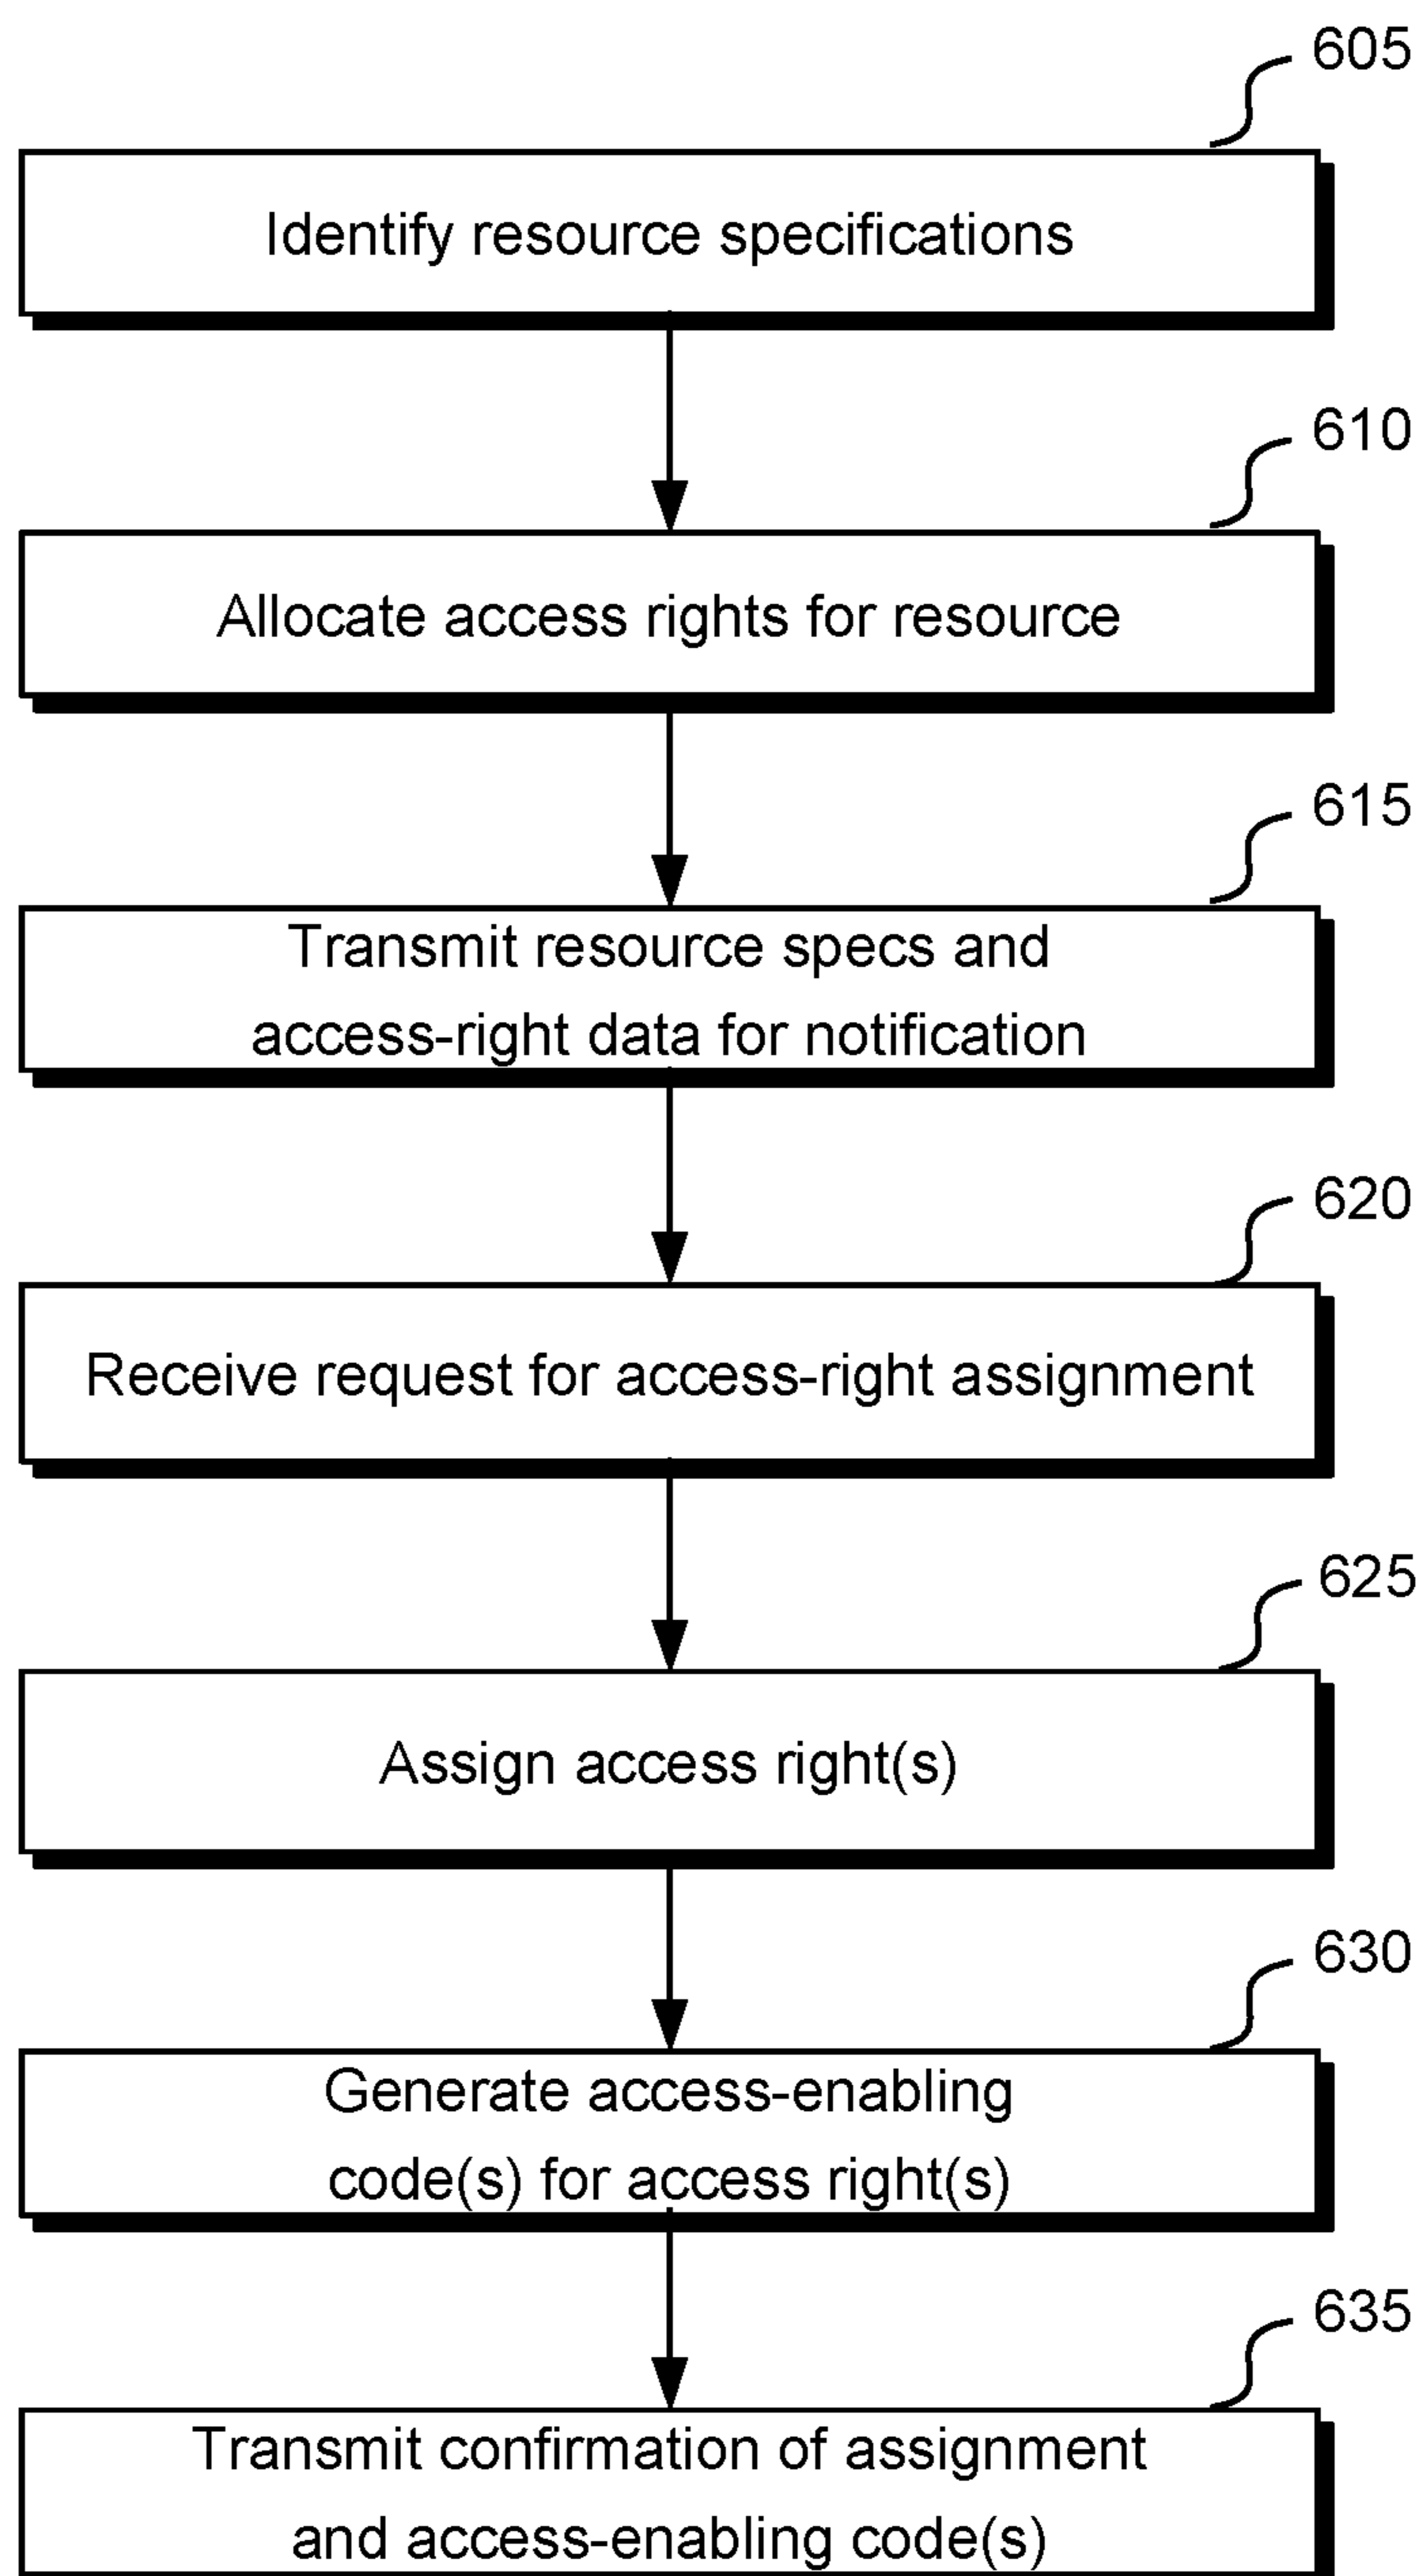 605
Identify resource specifications
610
Allocate access rights for resource
615
Transmit resource specs and
access-right data for notification
620
Receive request for access-right assignment
625
Assign access right(s)
630
Generate access-enabling
code(s) for access right(s)
635
Transmit confirmation of assignment
and access-enabling code(s)